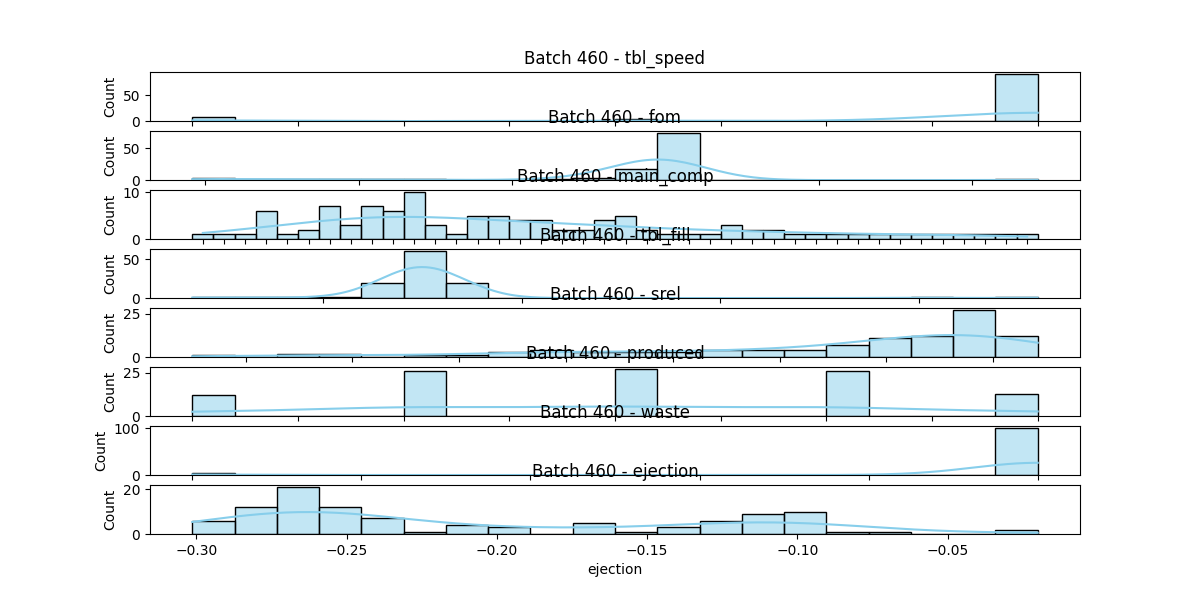 Batch 460 - tbl_speed
Count
50
0
Batch 460 - fom
Count
50
0
Batch 460 - main_comp
Count
10
0
Batch 460 - tbl_fill
Count
50
0
Batch 460 - srel
Count
25
0
Batch 460 - produced
Count
25
0
Batch 460 - waste
Count
100
0
Batch 460 - ejection
Count
20
0
−0.30 −0.25 −0.20 −0.15 −0.10 −0.05
ejection